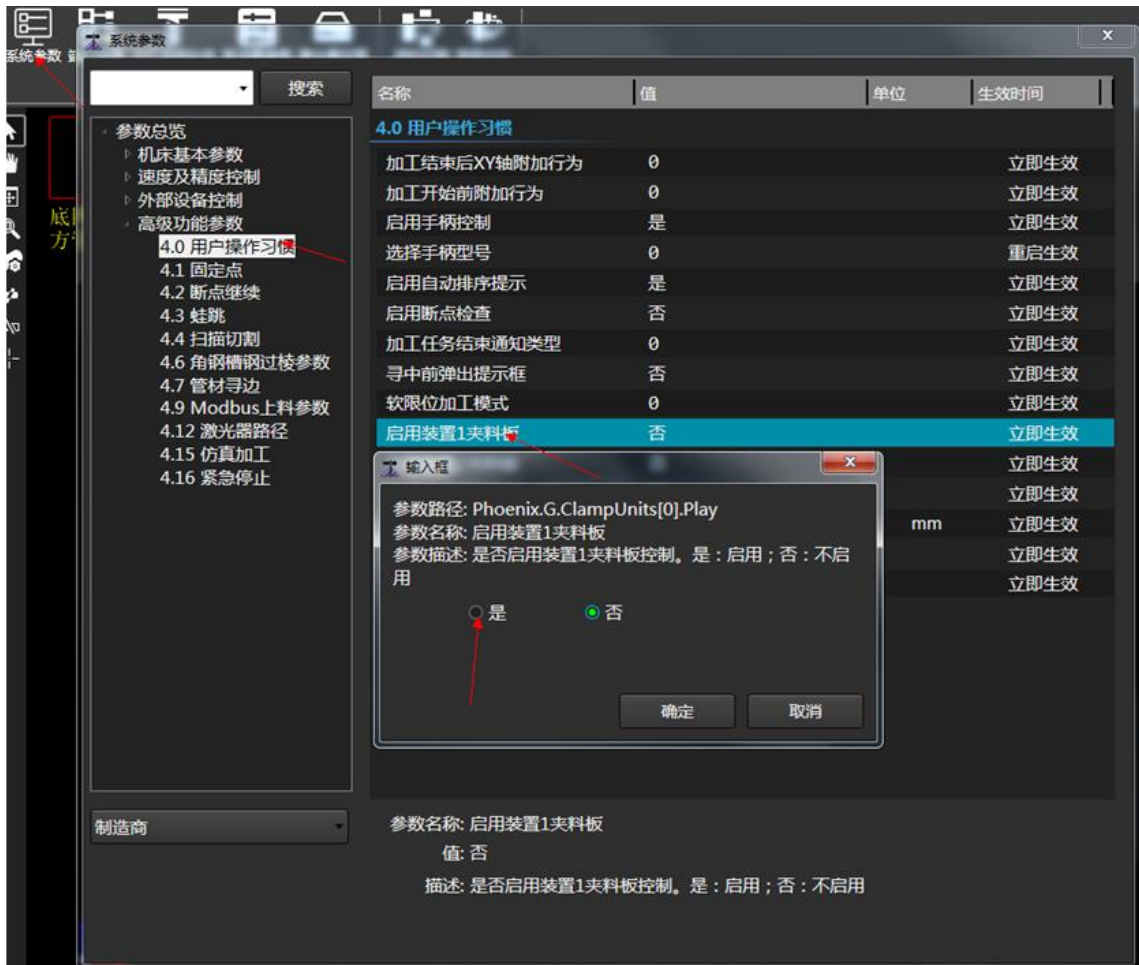 系统参数
系统参数
x
搜索
名称 值 单位 生效时间
参数总览
机床基本参数
速度及精度控制
外部设备控制
高级功能参数
4.0 用户操作习惯
4.1 固定点
4.2 断点继续
4.3 蛙跳
4.4 扫描切割
4.6 角钢槽钢过棱参数
4.7 管材寻边
4.9 Modbus上料参数
4.12 激光器路径
4.15 仿真加工
4.16 紧急停止
制造商
4.0 用户操作习惯
加工结束后XY轴附加行为 0 立即生效
加工开始前附加行为 0 立即生效
启用手柄控制 是 立即生效
选择手柄型号 0 重启生效
启用自动排序提示 是 立即生效
启用断点检查 否 立即生效
加工任务结束通知类型 0 立即生效
寻中前弹出提示框 否 立即生效
软限位加工模式 0 立即生效
启用装置1夹料板 否 立即生效
立即生效
立即生效
mm 立即生效
立即生效
立即生效
输入框
x
参数路径: Phoenix.G.ClampUnits[0].Play
参数名称: 启用装置1夹料板
参数描述: 是否启用装置1夹料板控制。是：启用；否：不启
用
是 否
确定 取消
参数名称: 启用装置1夹料板
值: 否
描述: 是否启用装置1夹料板控制。是：启用；否：不启用